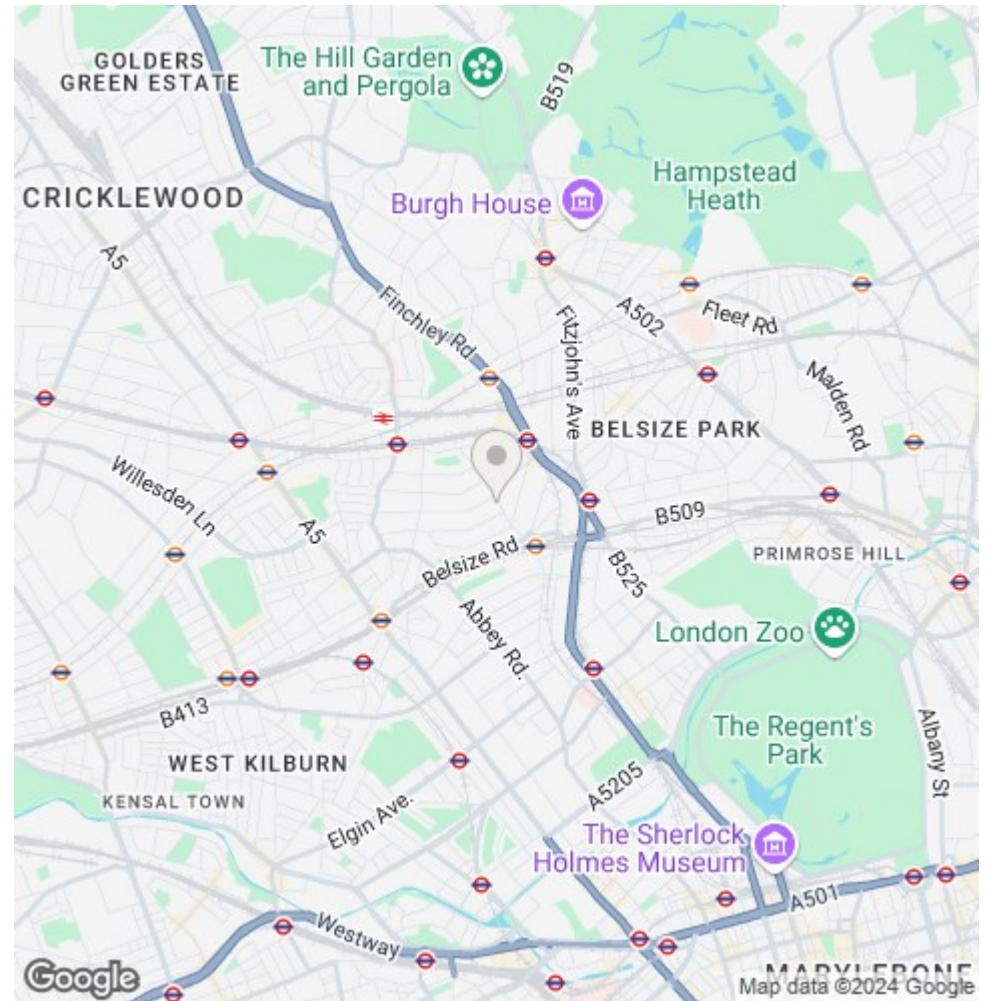 GOLDERS
GREEN ESTATE
The Hill Garden
and Pergola
B519
Hampstead
Heath
CRICKLEWOOD
Burgh House
A5
A502
Fleet Rd
Finchley Rd
Fitzjohn's Ave
Malden Rd
BELSIZE PARK
Willesden Ln
A5
B509
PRIMROSE HILL
Belsize Rd
B525
Abbey Rd.
London Zoo
B413
The Regent's
Park
Albany St
WEST KILBURN
KENSAL TOWN
A5205
Elgin Ave.
The Sherlock
Holmes Museum
A501
Westway
MARYLEBONE
Google
Map data ©2024 Google